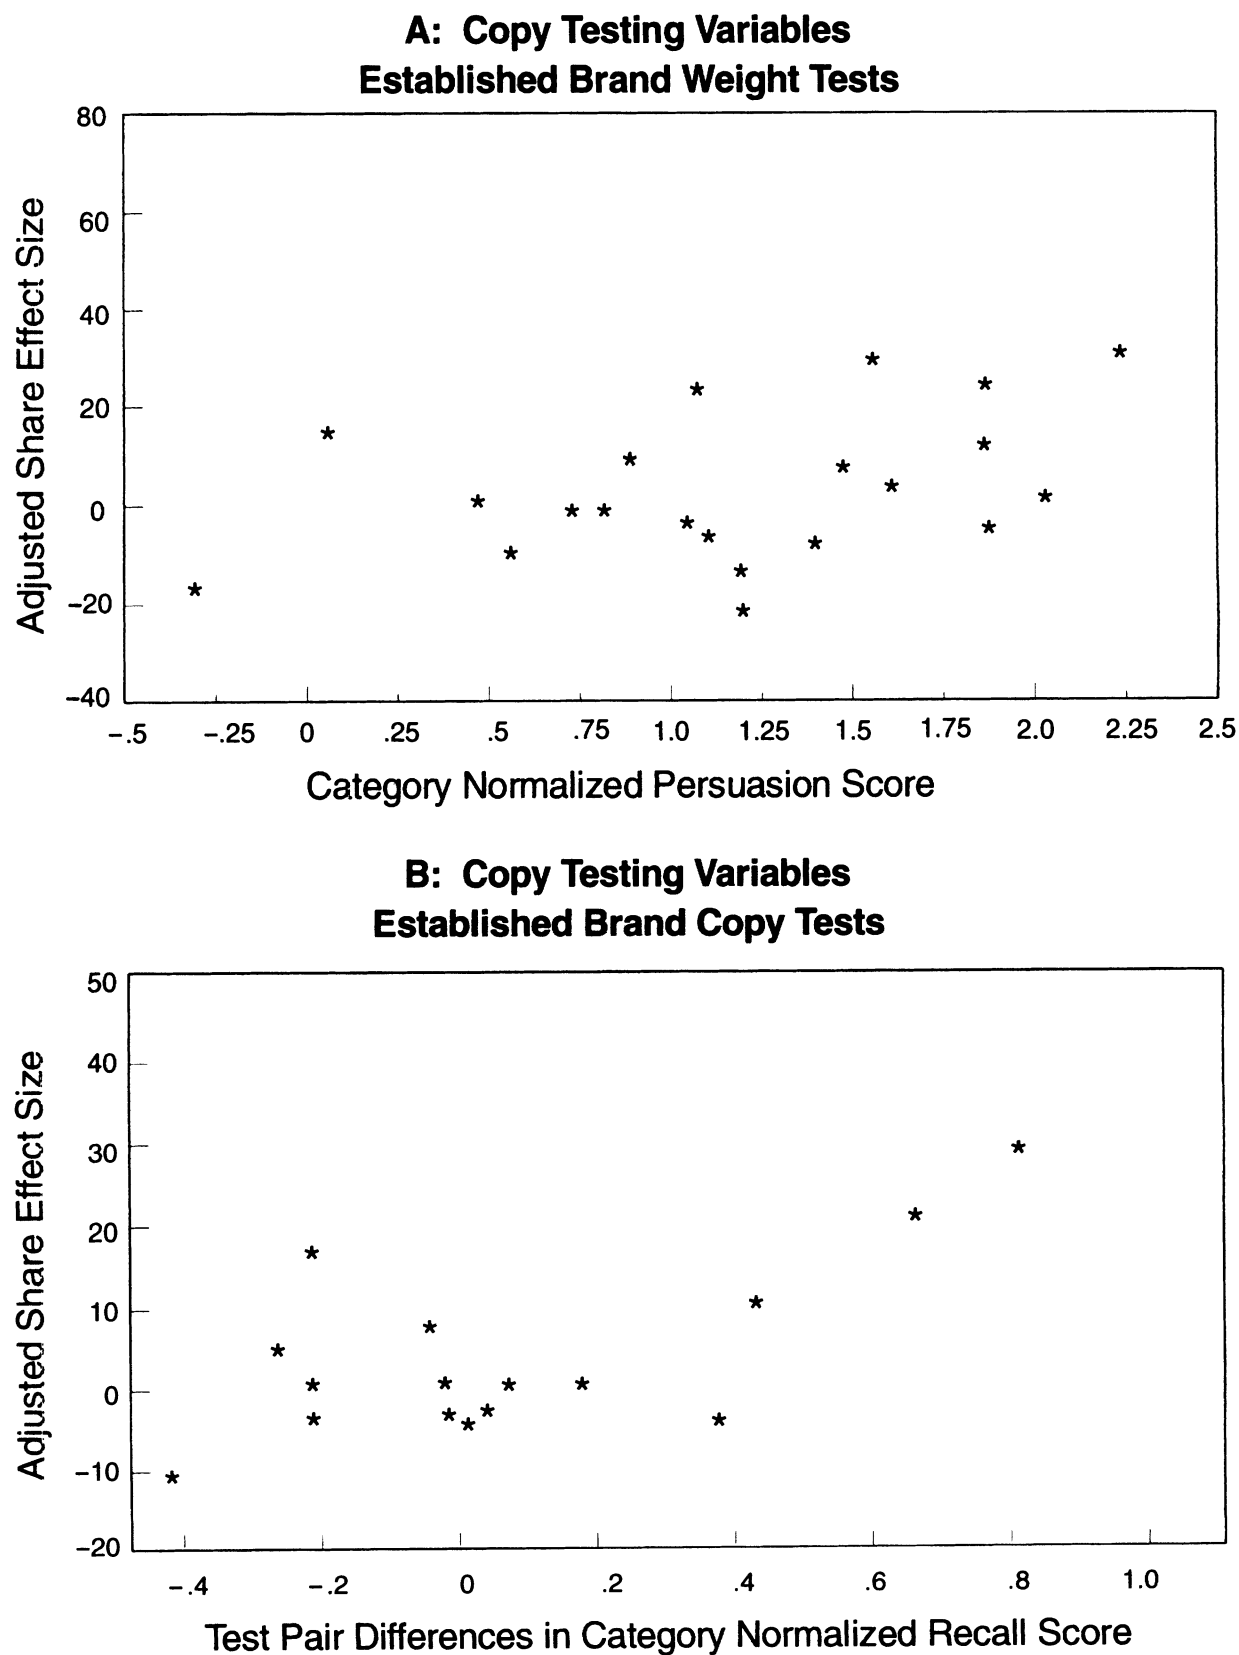 A: Copy Testing Variables
Established Brand Weight Tests
80
60
40
20
0
−20
−40
Adjusted Share Effect Size
−.5 −.25 0 .25 .5 .75 1.0 1.25 1.5 1.75 2.0 2.25 2.5
Category Normalized Persuasion Score
B: Copy Testing Variables
Established Brand Copy Tests
50
40
30
20
10
0
−10
−20
Adjusted Share Effect Size
−.4 −.2 0 .2 .4 .6 .8 1.0
Test Pair Differences in Category Normalized Recall Score